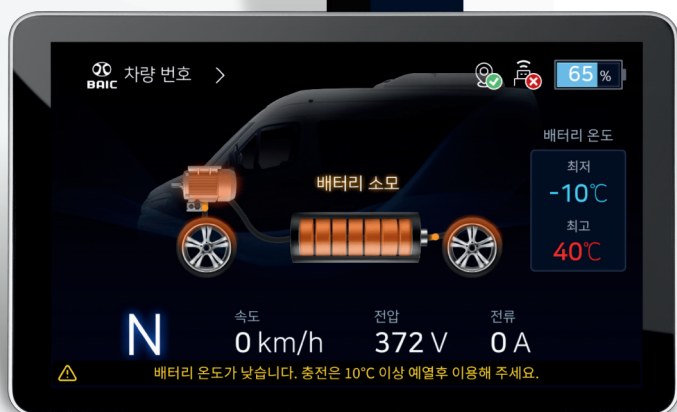 BAIC 차량 번호 >
65 %
배터리 온도
최저
-10℃
최고
40℃
배터리 소모
N
속도
0 km/h
전압
372 V
전류
0 A
배터리 온도가 낮습니다. 충전은 10℃ 이상 예열후 이용해 주세요.